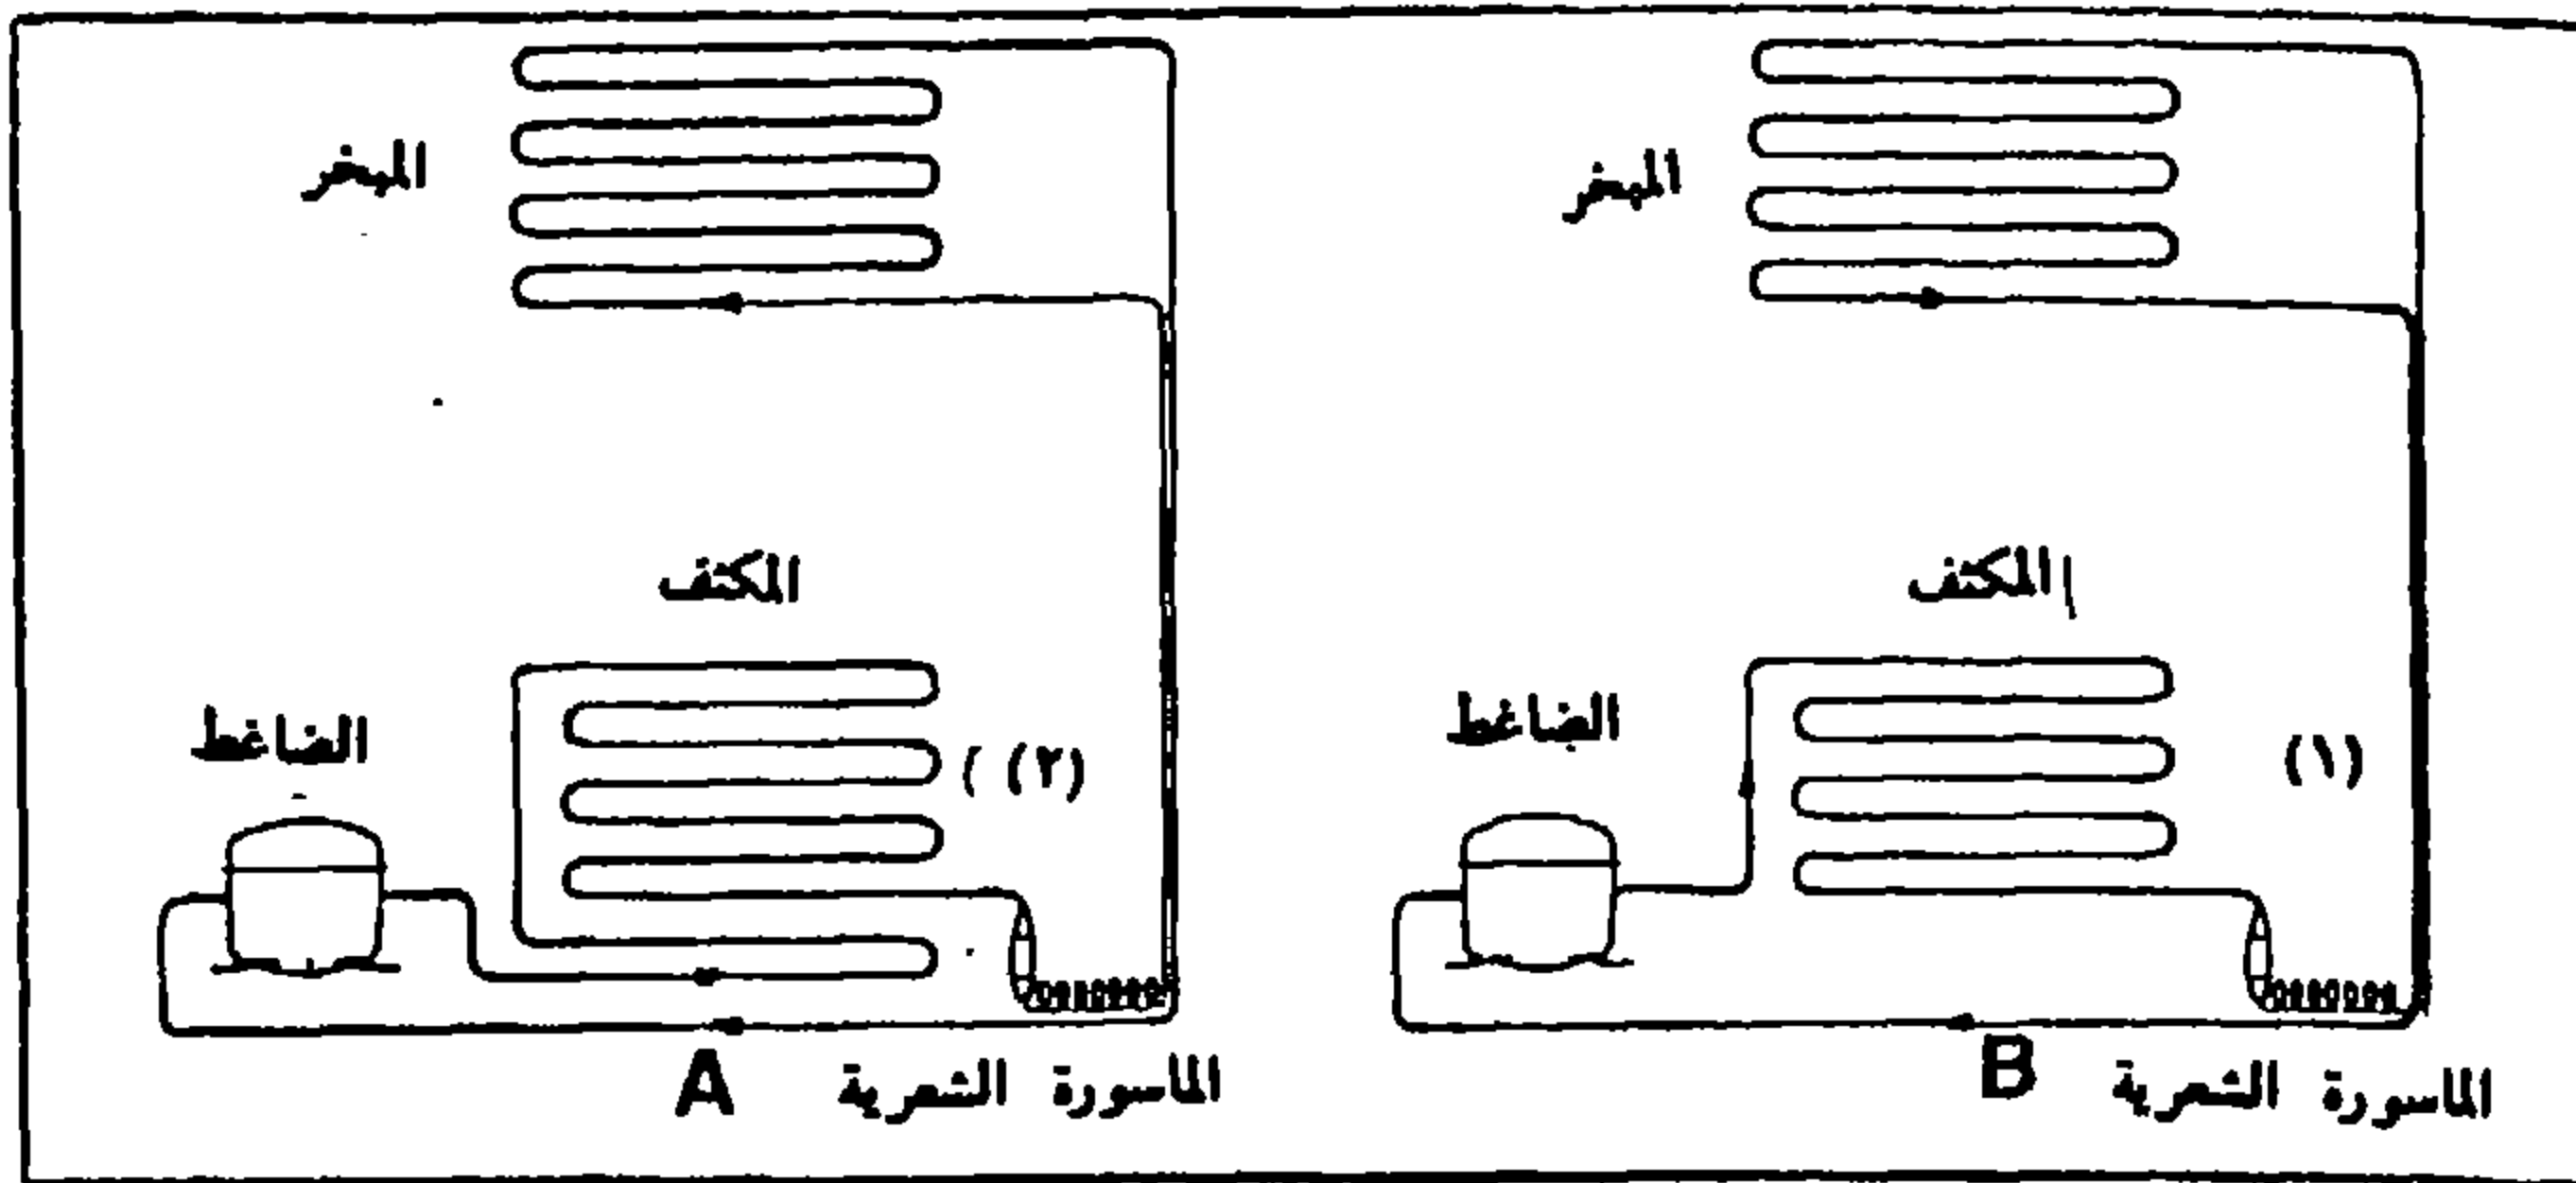 المبخر
المبخر
المكثف
المكثف
الضاغط
(١)
الضاغط
(٢)
الماسورة الشعرية B
الماسورة الشعرية A